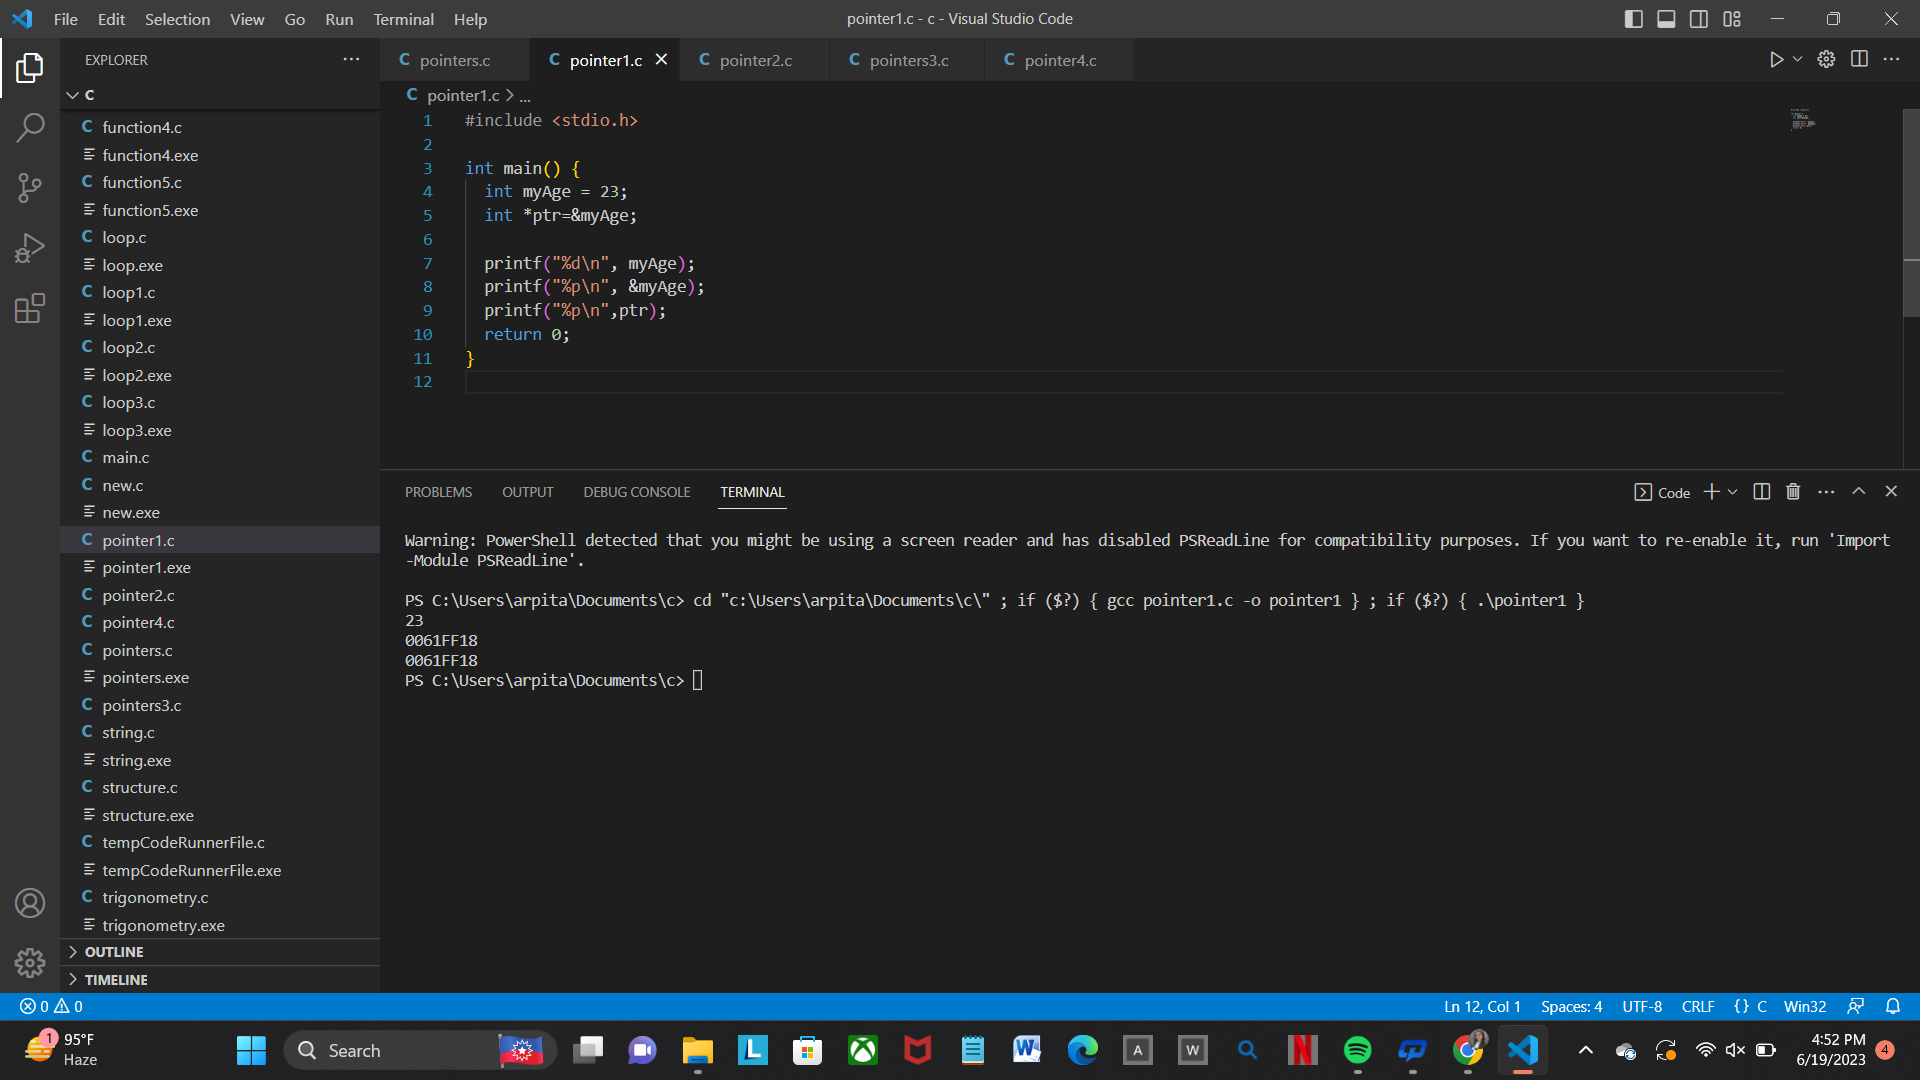 File Edit Selection View Go Run Terminal Help
pointer1.c - c - Visual Studio Code
EXPLORER
C
function4.c
function4.exe
function5.c
function5.exe
loop.c
loop.exe
loop1.c
loop1.exe
loop2.c
loop2.exe
loop3.c
loop3.exe
main.c
new.c
new.exe
pointer1.c
pointer1.exe
pointer2.c
pointer4.c
pointers.c
pointers.exe
pointers3.c
string.c
string.exe
structure.c
structure.exe
tempCodeRunnerFile.c
tempCodeRunnerFile.exe
trigonometry.c
trigonometry.exe
OUTLINE
TIMELINE
C pointers.c C pointer1.c C pointer2.c C pointers3.c C pointer4.c
C pointer1.c > ...
1 #include <stdio.h>
2
3 int main() {
4 int myAge = 23;
5 int *ptr=&myAge;
6
7 printf("%d\n", myAge);
8 printf("%p\n", &myAge);
9 printf("%p\n",ptr);
10 return 0;
11 }
12
PROBLEMS OUTPUT DEBUG CONSOLE TERMINAL
Code
Warning: PowerShell detected that you might be using a screen reader and has disabled PSReadLine for compatibility purposes. If you want to re-enable it, run 'Import
-Module PSReadLine'.
PS C:\Users\arpita\Documents\c> cd "c:\Users\arpita\Documents\c\" ; if ($?) { gcc pointer1.c -o pointer1 } ; if ($?) { .\pointer1 }
23
0061FF18
0061FF18
PS C:\Users\arpita\Documents\c>
0 0
Ln 12, Col 1 Spaces: 4 UTF-8 CRLF {} C Win32
1
95°F
Haze
Search
L
A
W
4:52 PM
6/19/2023
4